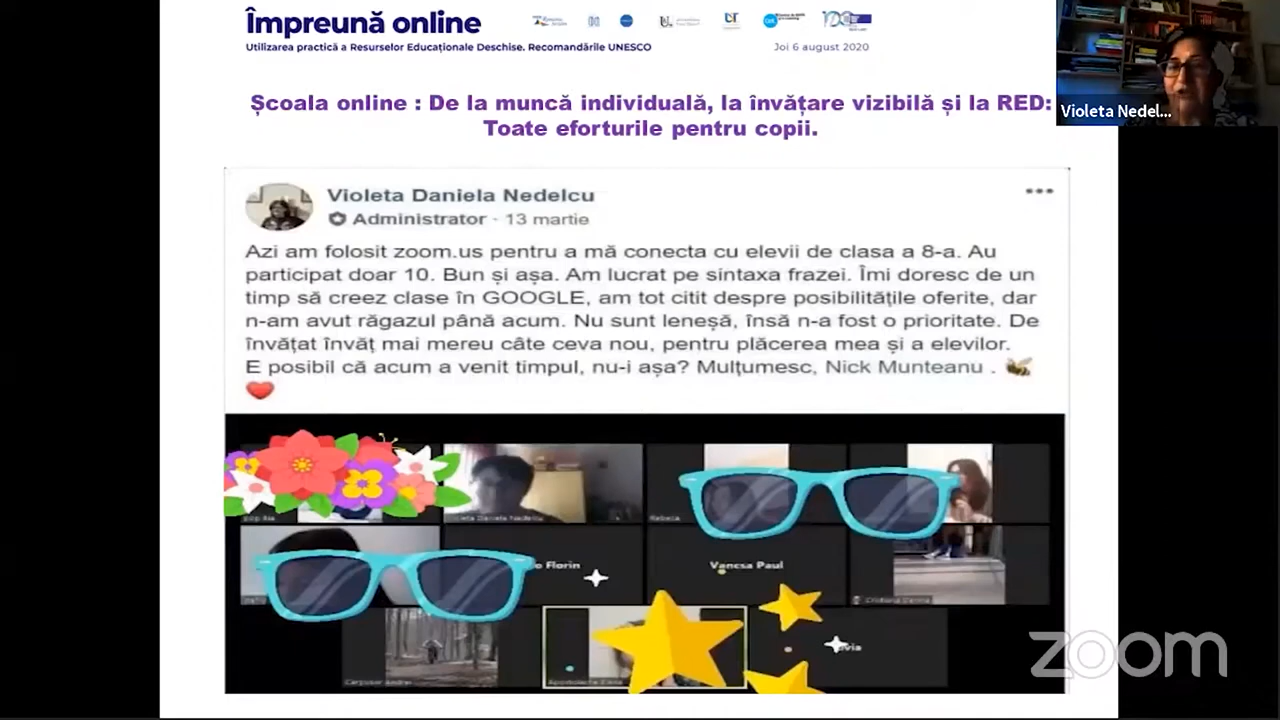 Împreună online
Utilizarea practică a Resurselor Educaționale Deschise. Recomandările UNESCO
Joi 6 august 2020
Școala online : De la muncă individuală, la învățare vizibilă și la RED:
Toate eforturile pentru copii.
Violeta Nedel...
Violeta Daniela Nedelcu
Administrator · 13 martie
Azi am folosit zoom.us pentru a mă conecta cu elevii de clasa a 8-a. Au
participat doar 10. Bun și așa. Am lucrat pe sintaxa frazei. Îmi doresc de un
timp să creez clase în GOOGLE, am tot citit despre posibilitățile oferite, dar
n-am avut răgazul până acum. Nu sunt leneșă, însă n-a fost o prioritate. De
învățat învăț mai mereu câte ceva nou, pentru plăcerea mea și a elevilor.
E posibil că acum a venit timpul, nu-i așa? Mulțumesc, Nick Munteanu .
Violeta Daniela Nedelcu
Rebeca
Florin
Vancsa Paul
zoom